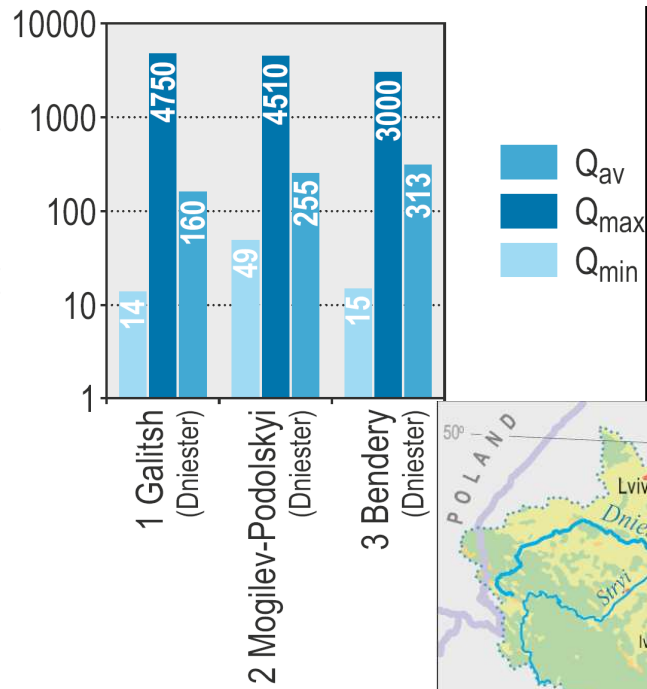 10000
1000
100
10
1
14
4750
160
49
4510
255
15
3000
313
Qav
Qmax
Qmin
1 Galitsh
(Dniester)
2 Mogilev-Podolskyi
(Dniester)
3 Bendery
(Dniester)
50º
POLAND
Lviv
Dnie
Stryi